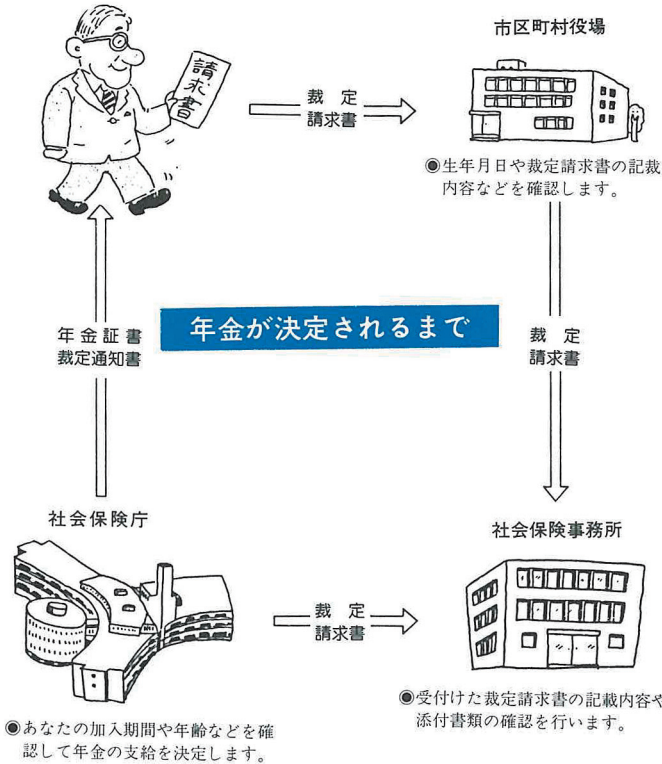 請求書
裁定
請求書
市区町村役場
●生年月日や裁定請求書の記載
内容などを確認します。
年金証書
裁定通知書
年金が決定されるまで
裁定
請求書
社会保険庁
社会保険事務所
裁定
請求書
●あなたの加入期間や年齢などを確
認して年金の支給を決定します。
●受付けた裁定請求書の記載内容や
添付書類の確認を行います。